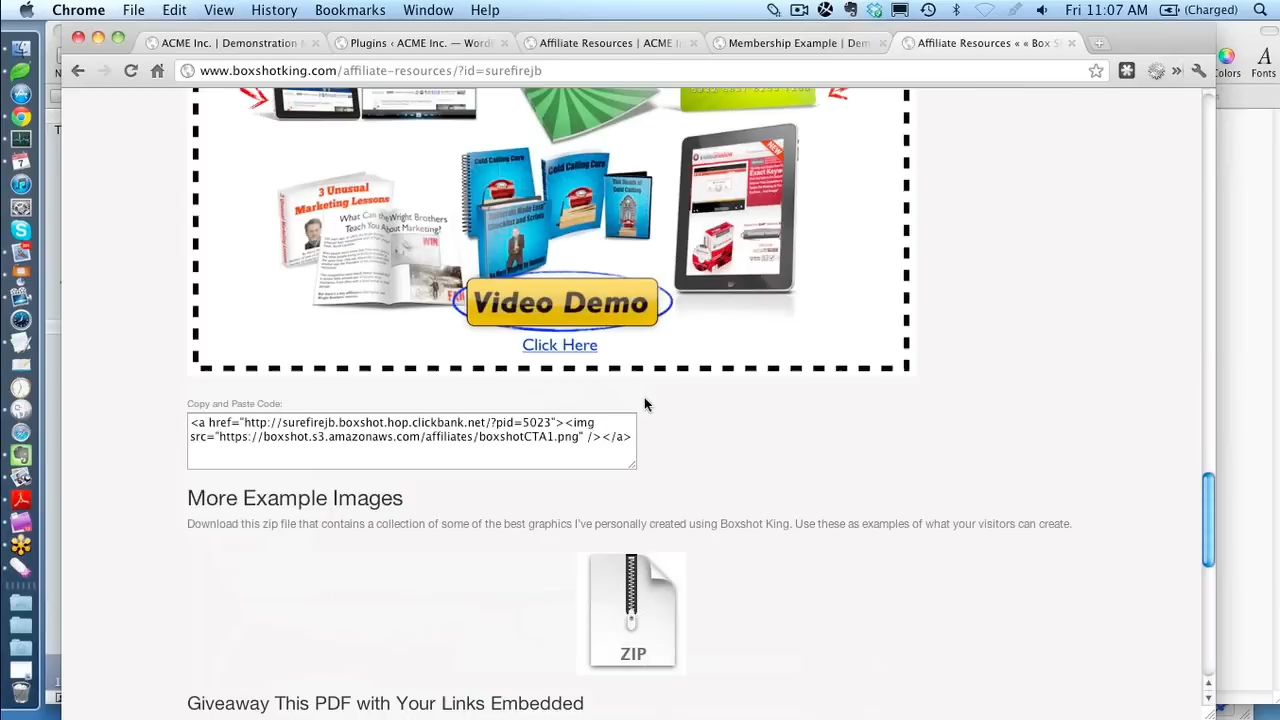 Chrome File Edit View History Bookmarks Window Help Fri 11:07 AM (Charged)
ACME Inc. | Demonstration Plugins ‹ ACME Inc. — Word Affiliate Resources | ACME I Membership Example | Dem Affiliate Resources « « Box S
www.boxshotking.com/affiliate-resources/?id=surefirejb
Colors Fonts
3 Unusual
Marketing Lessons
What Can the Wright Brothers
Teach You About Marketing?
Cold Calling Cure
Cold Calling Cure
NEW
Exact Keyw
Video Demo
Click Here
Copy and Paste Code:
<a href="http://surefirejb.boxshot.hop.clickbank.net/?pid=5023"><img
src="https://boxshot.s3.amazonaws.com/affiliates/boxshotCTA1.png" /></a>
More Example Images
Download this zip file that contains a collection of some of the best graphics I've personally created using Boxshot King. Use these as examples of what your visitors can create.
ZIP
Giveaway This PDF with Your Links Embedded